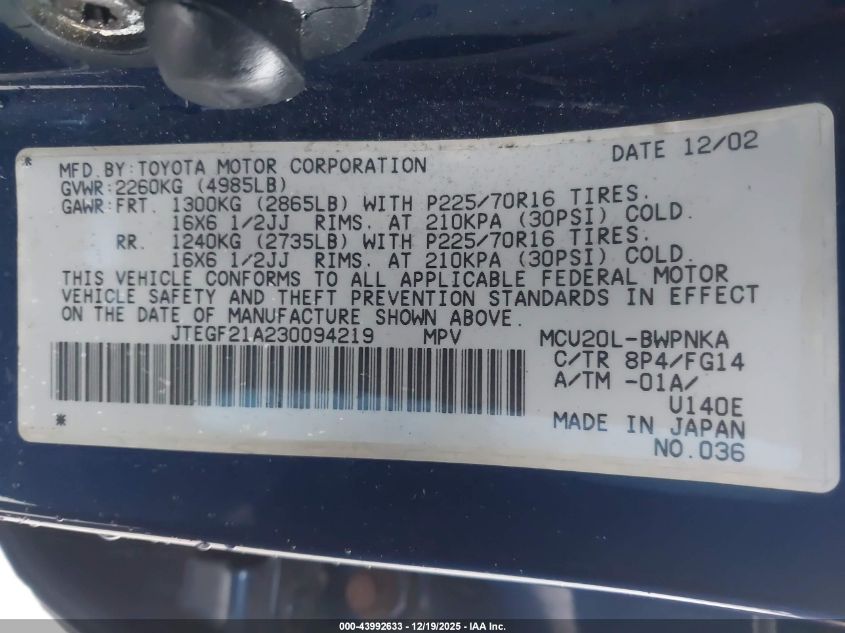 DATE 12/02
MFD.BY:TOYOTA MOTOR CORPORATION
GVWR:2260KG (4985LB)
GAWR:FRT. 1300KG (2865LB) WITH P225/70R16 TIRES.
16X6 1/2JJ RIMS. AT 210KPA (30PSI) COLD.
RR. 1240KG (2735LB) WITH P225/70R16 TIRES.
16X6 1/2JJ RIMS. AT 210KPA (30PSI) COLD.
THIS VEHICLE CONFORMS TO ALL APPLICABLE FEDERAL MOTOR
VEHICLE SAFETY AND THEFT PREVENTION STANDARDS IN EFFECT
ON THE DATE OF MANUFACTURE SHOWN ABOVE.
JTEGF21A230094219 MPV MCU20L-BWPNKA
C/TR 8P4/FG14
A/TM -01A/
U140E
MADE IN JAPAN
NO.036
000-43992633 - 12/19/2025 - IAA Inc.